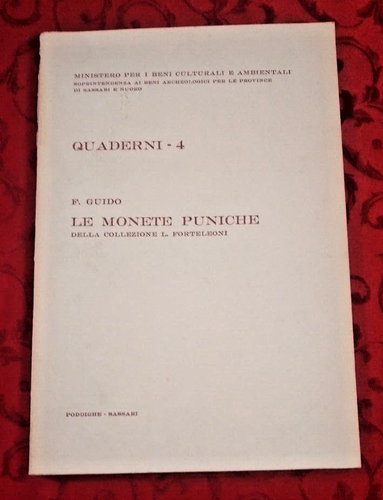 MINISTERO PER I BENI CULTURALI E AMBIENTALI
SOPRINTENDENZA AI BENI ARCHEOLOGICI PER LE PROVINCE
DI SASSARI E NUORO
QUADERNI - 4
F. GUIDO
LE MONETE PUNICHE
DELLA COLLEZIONE L. FORTELEONI
PODDIGHE - SASSARI